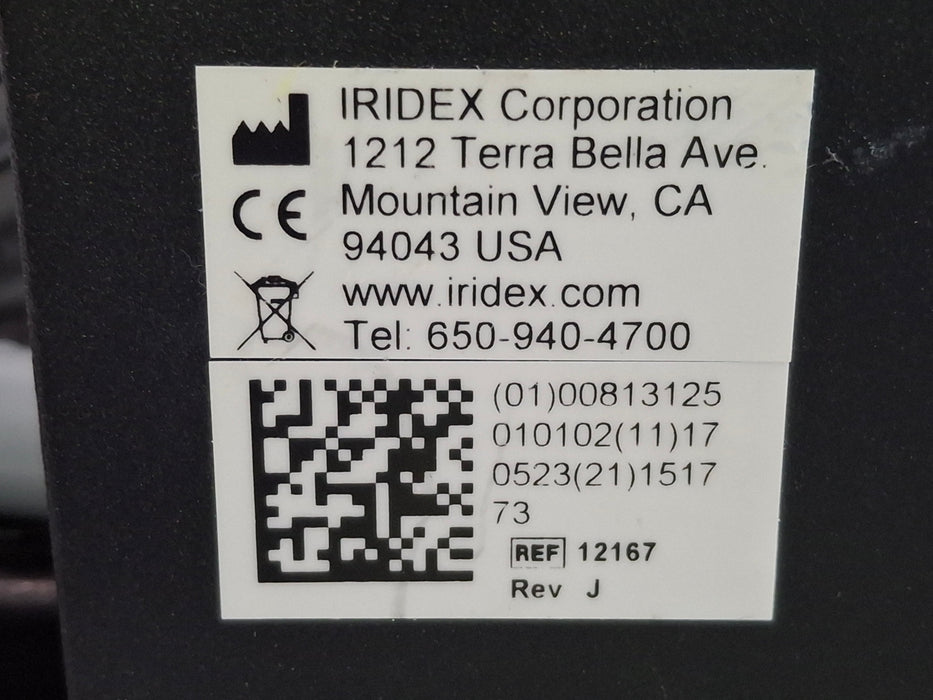 IRIDEX Corporation
1212 Terra Bella Ave.
Mountain View, CA
CE
94043 USA
www.iridex.com
Tel: 650-940-4700
(01)00813125
010102(11)17
0523(21)1517
73
REF 12167
Rev J